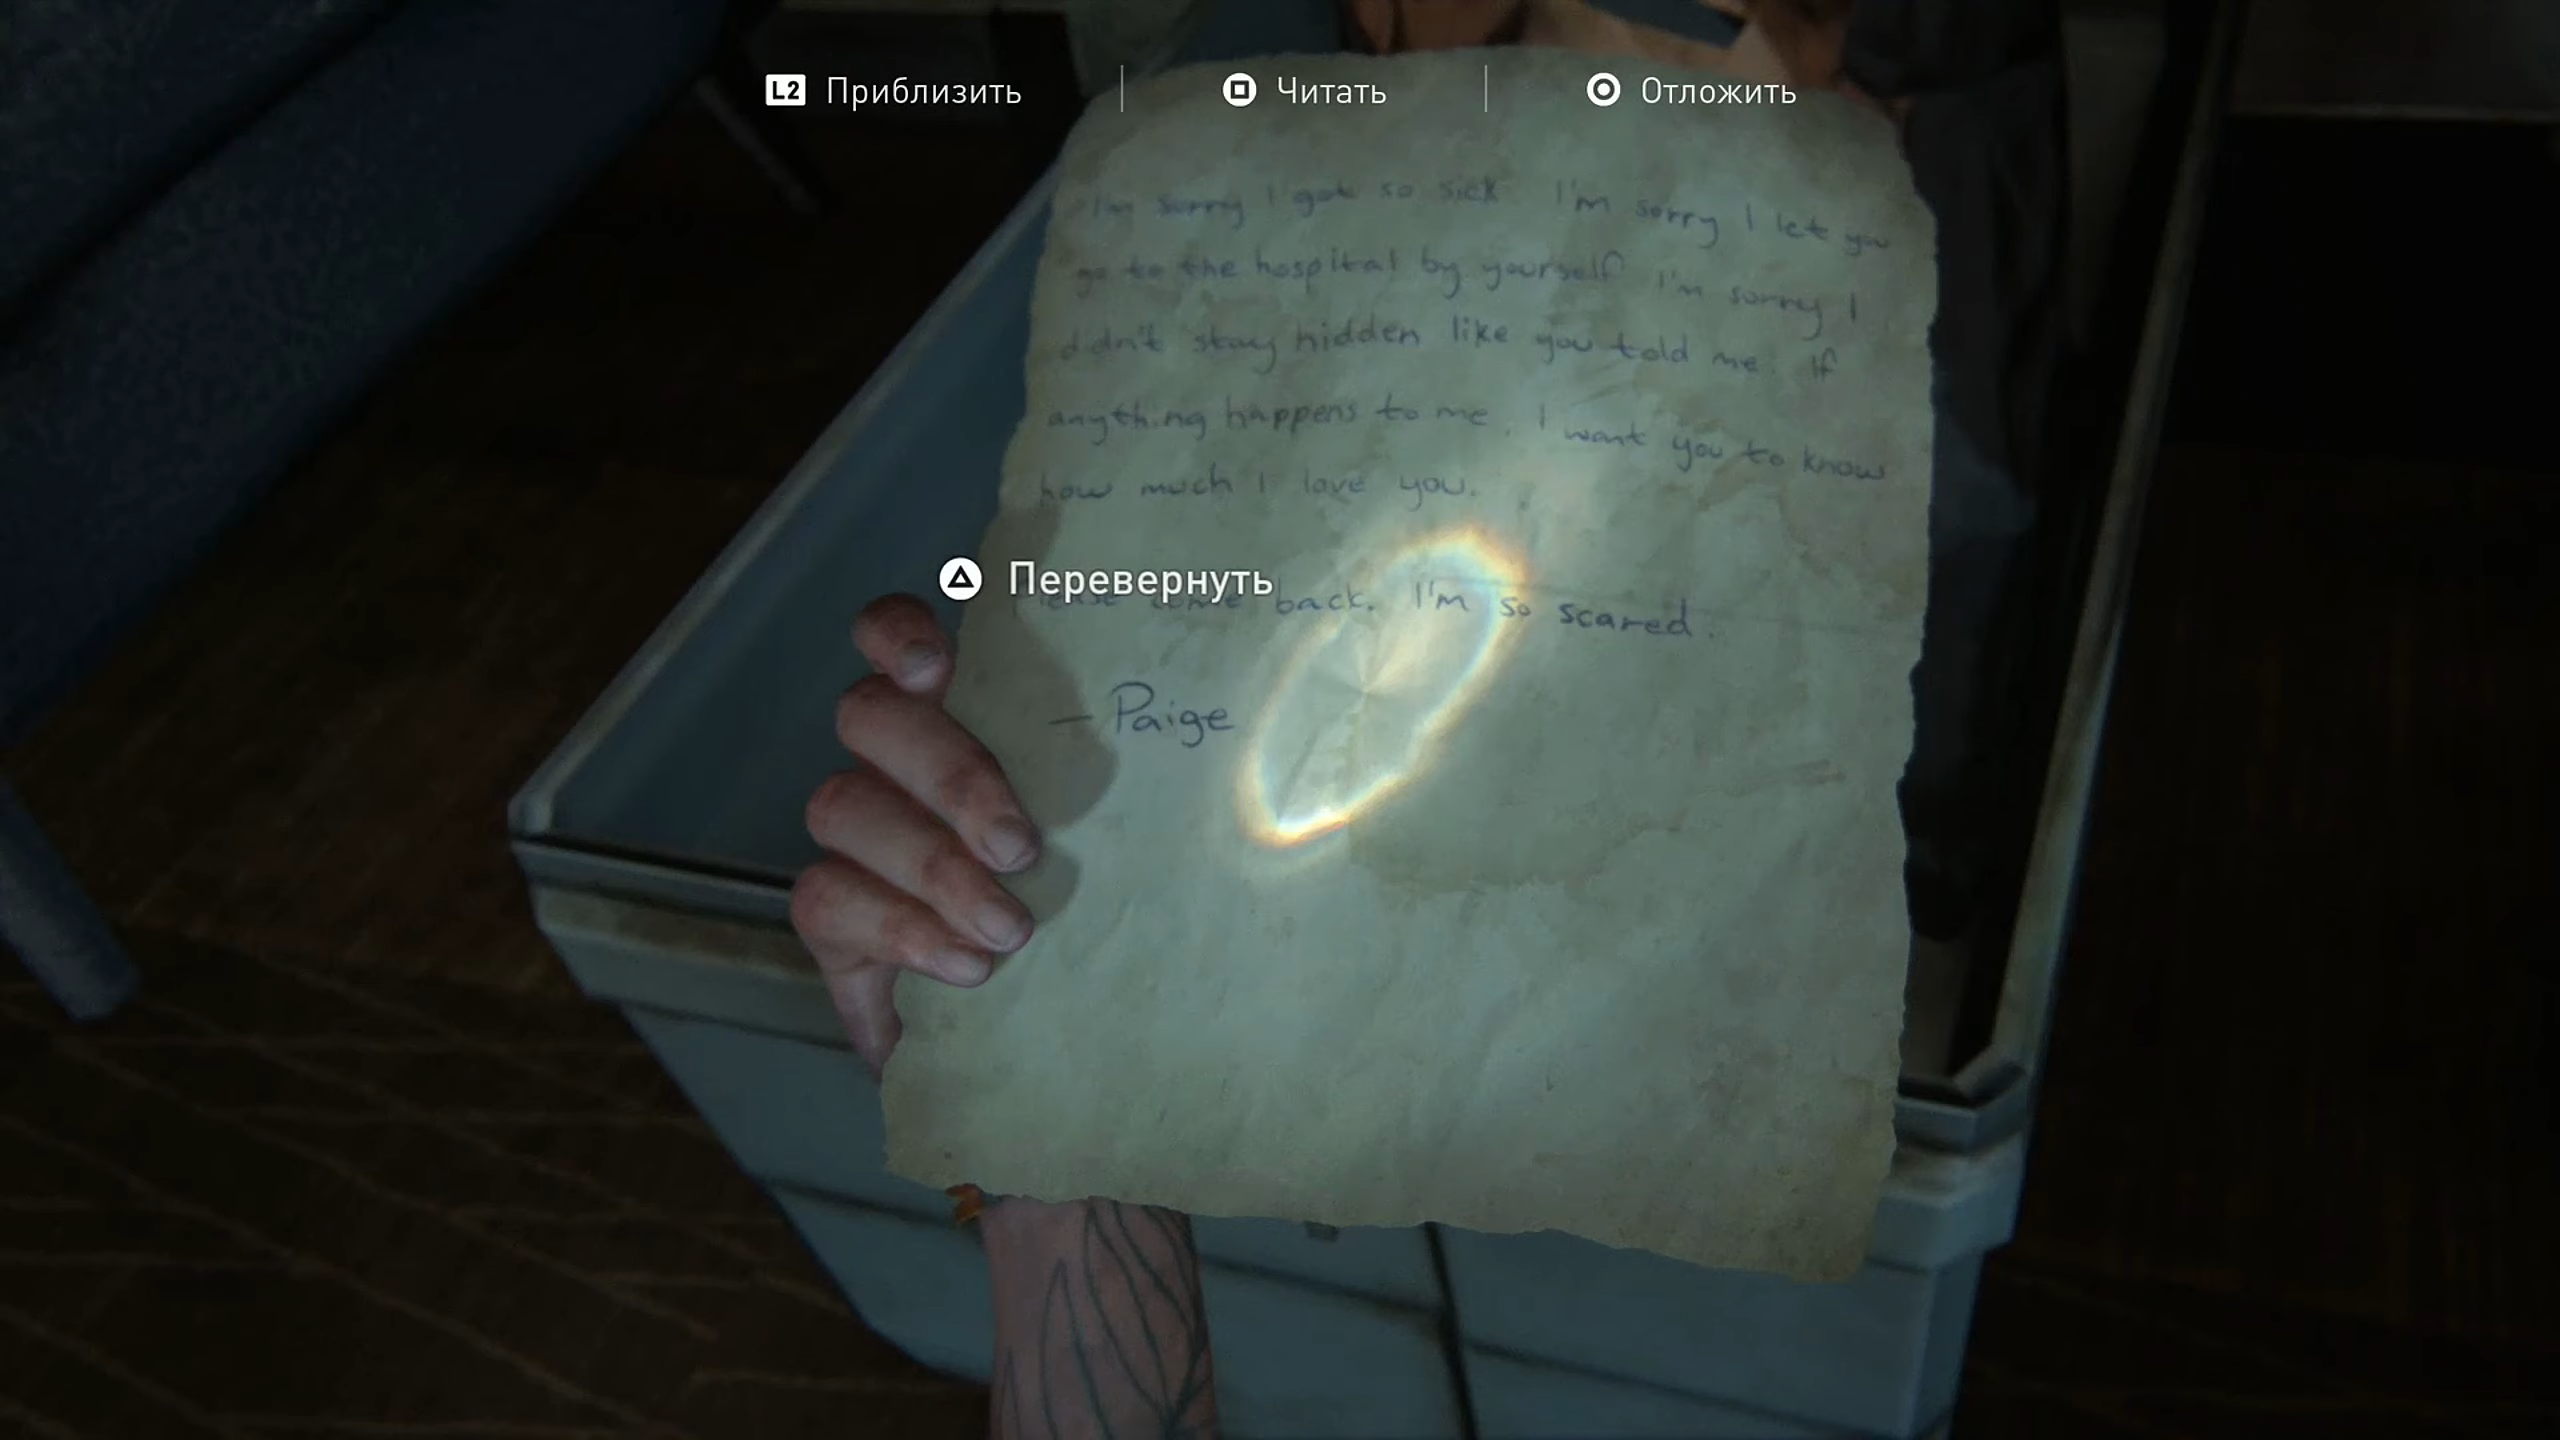 L2 Приблизить
Читать
Отложить
I'm sorry I got so sick. I'm sorry I let you
go to the hospital by yourself. I'm sorry I
didn't stay hidden like you told me. If
anything happens to me, I want you to know
how much I love you.
Перевернуть
back. I'm so scared.
— Paige